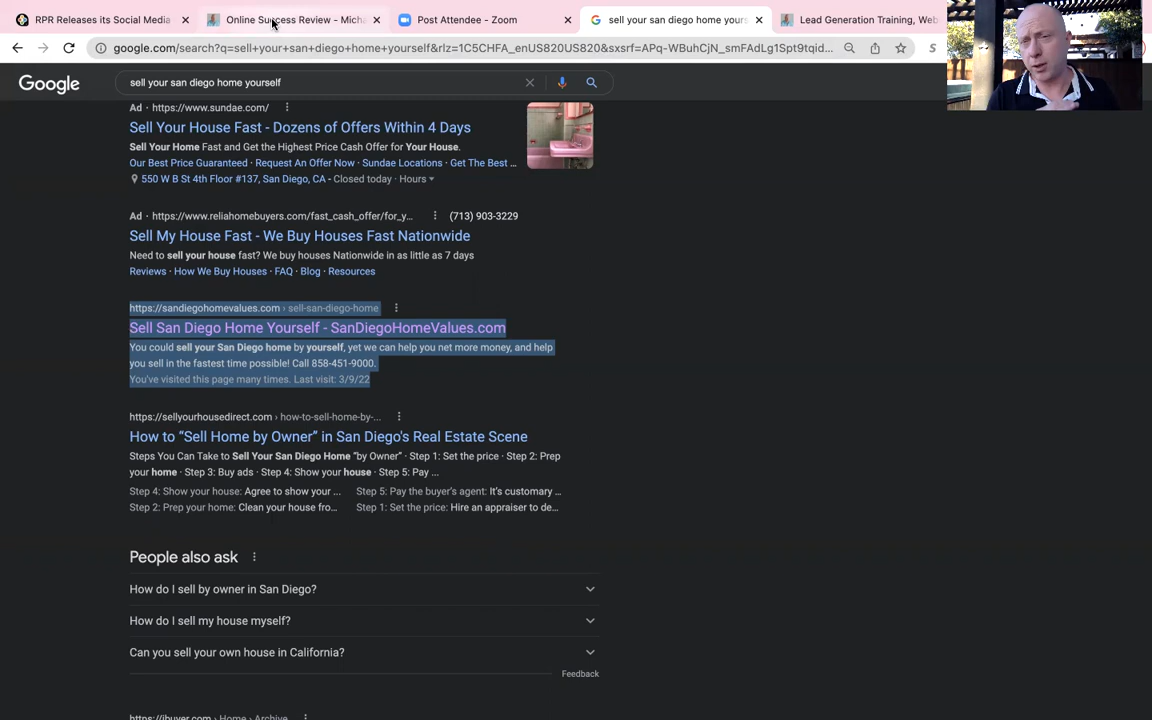 RPR Releases its Social Media
Online Success Review - Micha
Post Attendee - Zoom
sell your san diego home yours
Lead Generation Training, Web
google.com/search?q=sell+your+san+diego+home+yourself&rlz=1C5CHFA_enUS820US820&sxsrf=APq-WBuhCjN_smFAdLg1Spt9tqid...
Google
sell your san diego home yourself
Ad · https://www.sundae.com/
Sell Your House Fast - Dozens of Offers Within 4 Days
Sell Your Home Fast and Get the Highest Price Cash Offer for Your House.
Our Best Price Guaranteed · Request An Offer Now · Sundae Locations · Get The Best ...
550 W B St 4th Floor #137, San Diego, CA - Closed today · Hours
Ad · https://www.reliahomebuyers.com/fast_cash_offer/for_y... (713) 903-3229
Sell My House Fast - We Buy Houses Fast Nationwide
Need to sell your house fast? We buy houses Nationwide in as little as 7 days
Reviews · How We Buy Houses · FAQ · Blog · Resources
https://sandiegohomevalues.com › sell-san-diego-home
Sell San Diego Home Yourself - SanDiegoHomeValues.com
You could sell your San Diego home by yourself, yet we can help you net more money, and help
you sell in the fastest time possible! Call 858-451-9000.
You've visited this page many times. Last visit: 3/9/22
https://sellyourhousedirect.com › how-to-sell-home-by-...
How to “Sell Home by Owner” in San Diego's Real Estate Scene
Steps You Can Take to Sell Your San Diego Home “by Owner” · Step 1: Set the price · Step 2: Prep
your home · Step 3: Buy ads · Step 4: Show your house · Step 5: Pay ...
Step 4: Show your house: Agree to show your ... Step 5: Pay the buyer's agent: It's customary ...
Step 2: Prep your home: Clean your house fro... Step 1: Set the price: Hire an appraiser to de...
People also ask
How do I sell by owner in San Diego?
How do I sell my house myself?
Can you sell your own house in California?
Feedback
https://ibuyer.com › Home › Archive